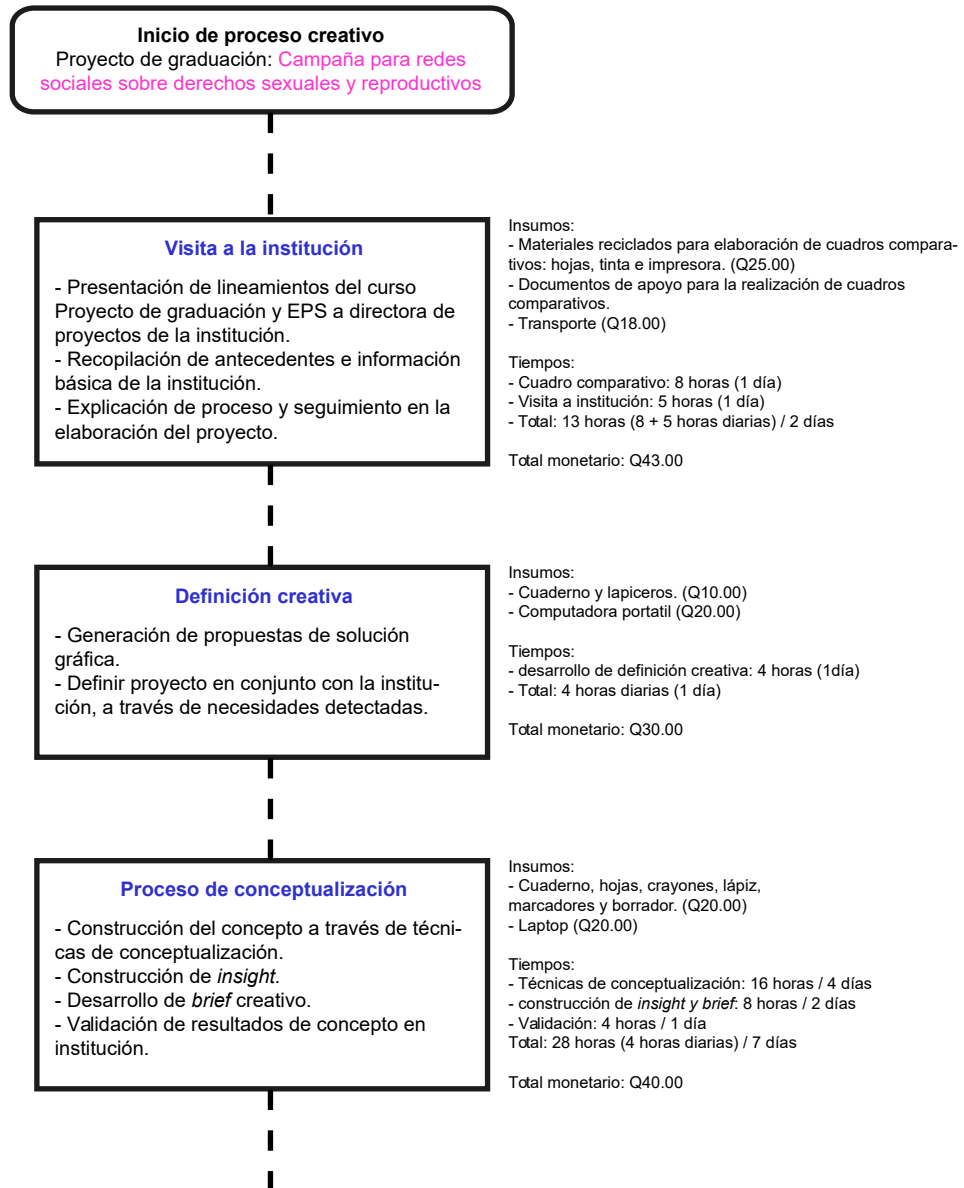 Inicio de proceso creativo
Proyecto de graduación: Campaña para redes
sociales sobre derechos sexuales y reproductivos
Visita a la institución
- Presentación de lineamientos del curso
Proyecto de graduación y EPS a directora de
proyectos de la institución.
- Recopilación de antecedentes e información
básica de la institución.
- Explicación de proceso y seguimiento en la
elaboración del proyecto.
Insumos:
- Materiales reciclados para elaboración de cuadros compara-
tivos: hojas, tinta e impresora. (Q25.00)
- Documentos de apoyo para la realización de cuadros
comparativos.
- Transporte (Q18.00)
Tiempos:
- Cuadro comparativo: 8 horas (1 día)
- Visita a institución: 5 horas (1 día)
- Total: 13 horas (8 + 5 horas diarias) / 2 días
Total monetario: Q43.00
Definición creativa
- Generación de propuestas de solución
gráfica.
- Definir proyecto en conjunto con la institu-
ción, a través de necesidades detectadas.
Insumos:
- Cuaderno y lapiceros. (Q10.00)
- Computadora portatil (Q20.00)
Tiempos:
- desarrollo de definición creativa: 4 horas (1día)
- Total: 4 horas diarias (1 día)
Total monetario: Q30.00
Proceso de conceptualización
- Construcción del concepto a través de técni-
cas de conceptualización.
- Construcción de insight.
- Desarrollo de brief creativo.
- Validación de resultados de concepto en
institución.
Insumos:
- Cuaderno, hojas, crayones, lápiz,
marcadores y borrador. (Q20.00)
- Laptop (Q20.00)
Tiempos:
- Técnicas de conceptualización: 16 horas / 4 días
- construcción de insight y brief: 8 horas / 2 días
- Validación: 4 horas / 1 día
Total: 28 horas (4 horas diarias) / 7 días
Total monetario: Q40.00